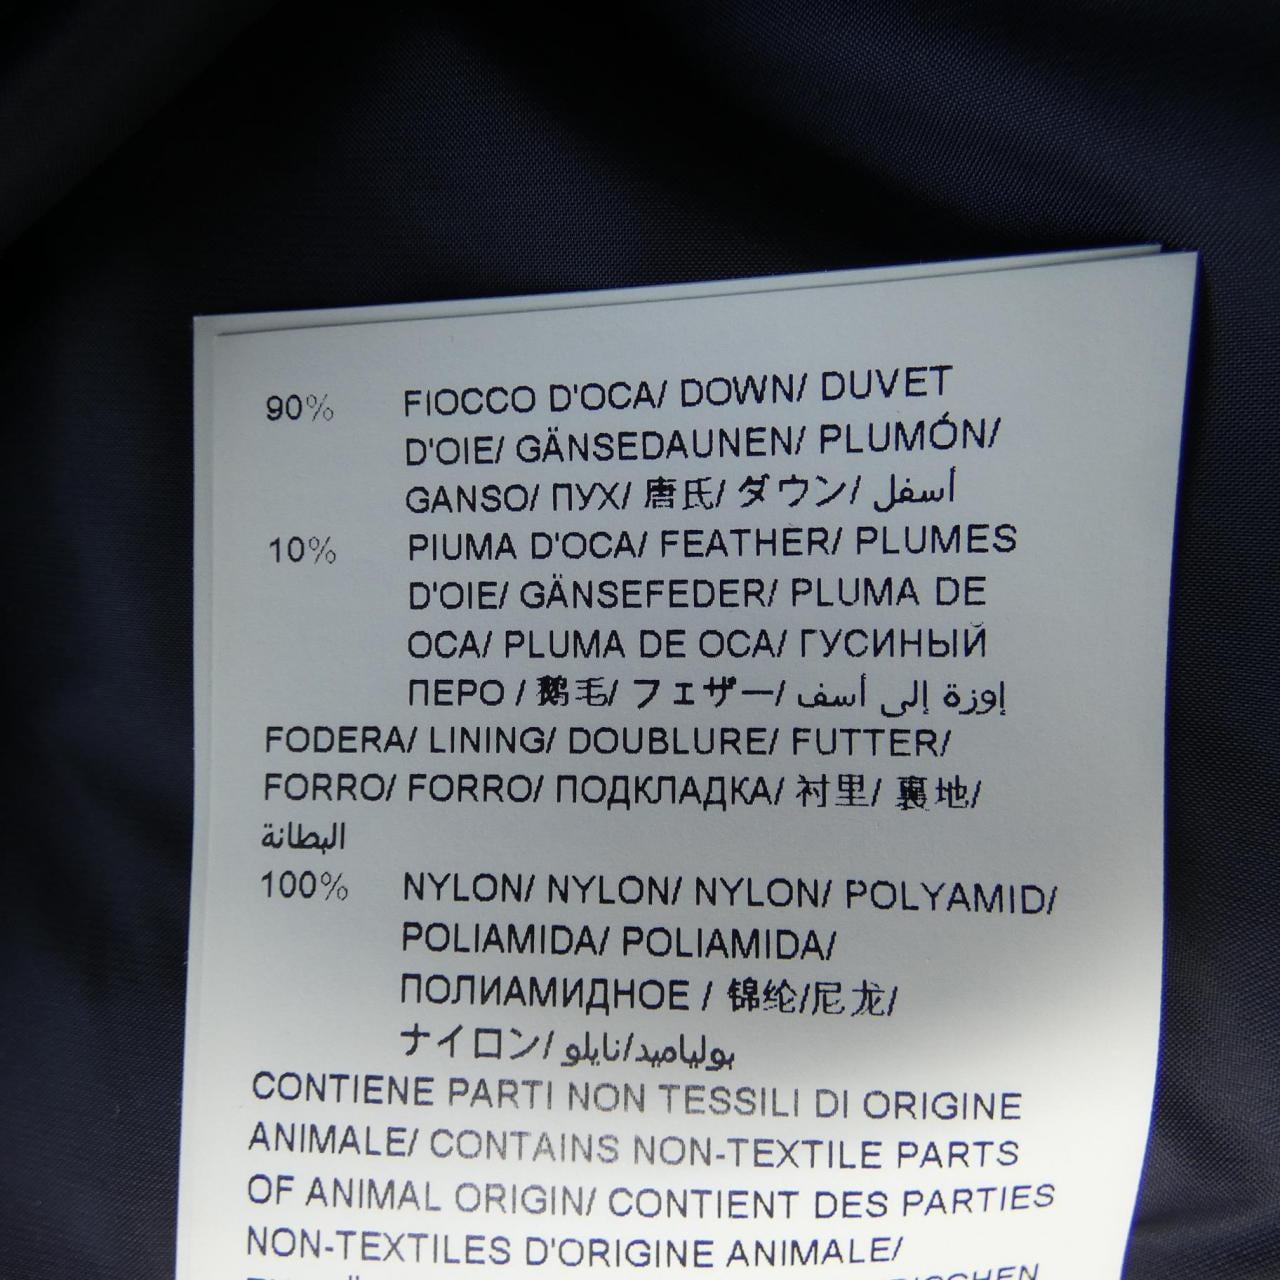 90% FIOCCO D'OCA/ DOWN/ DUVET
D'OIE/ GÄNSEDAUNEN/ PLUMÓN/
GANSO/ ПУХ/ 唐氏/ ダウン/ أسفل
10% PIUMA D'OCA/ FEATHER/ PLUMES
D'OIE/ GÄNSEFEDER/ PLUMA DE
OCA/ PLUMA DE OCA/ ГУСИНЫЙ
ПЕРО / 鹅毛/ フェザー/ إوزة إلى أسف
FODERA/ LINING/ DOUBLURE/ FUTTER/
FORRO/ FORRO/ ПОДКЛАДКА/ 衬里/ 裏地/
البطانة
100% NYLON/ NYLON/ NYLON/ POLYAMID/
POLIAMIDA/ POLIAMIDA/
ПОЛИАМИДНОЕ / 锦纶/尼龙/
ナイロン/ بولياميد/نايلو
CONTIENE PARTI NON TESSILI DI ORIGINE
ANIMALE/ CONTAINS NON-TEXTILE PARTS
OF ANIMAL ORIGIN/ CONTIENT DES PARTIES
NON-TEXTILES D'ORIGINE ANIMALE/